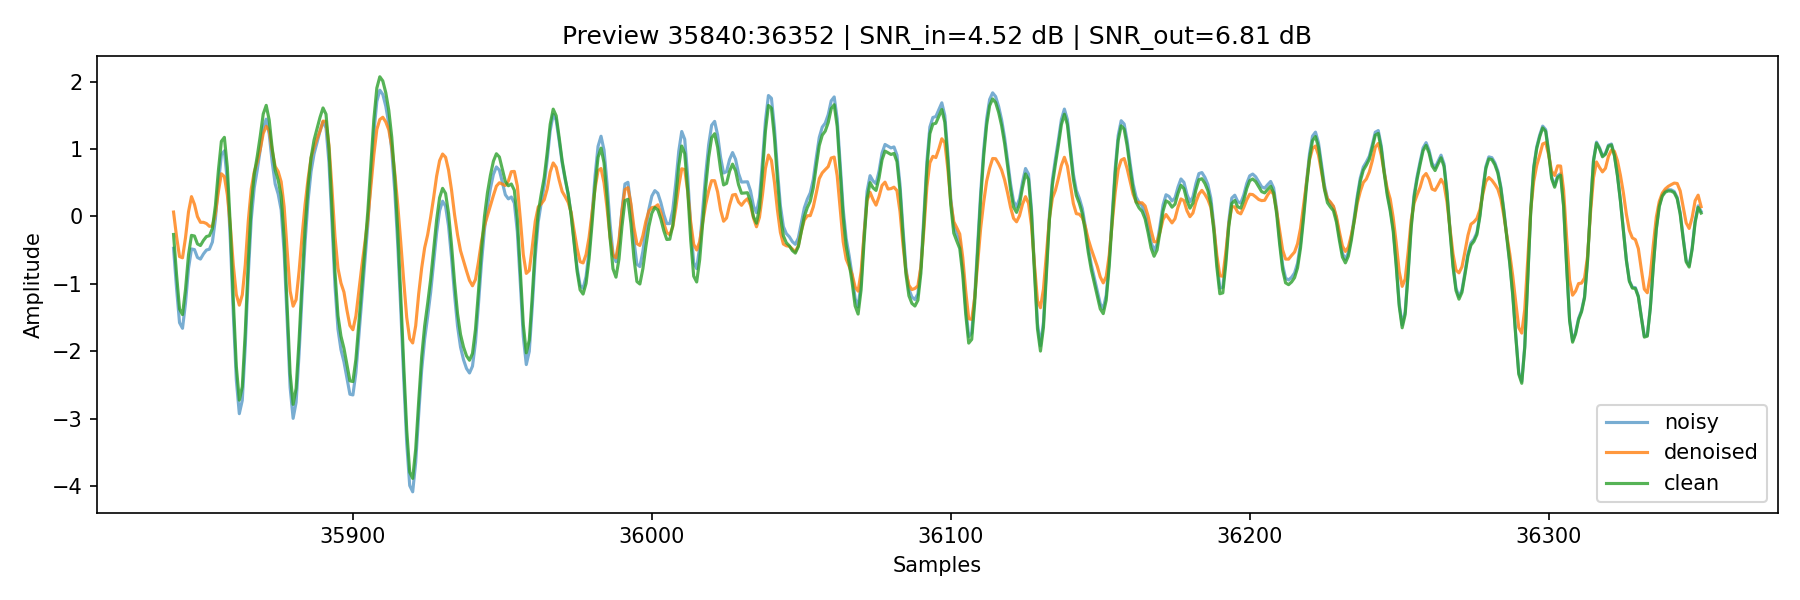 Preview 35840:36352 | SNR_in=4.52 dB | SNR_out=6.81 dB
Amplitude
2
1
0
−1
−2
−3
−4
35900 36000 36100 36200 36300
Samples
noisy
denoised
clean